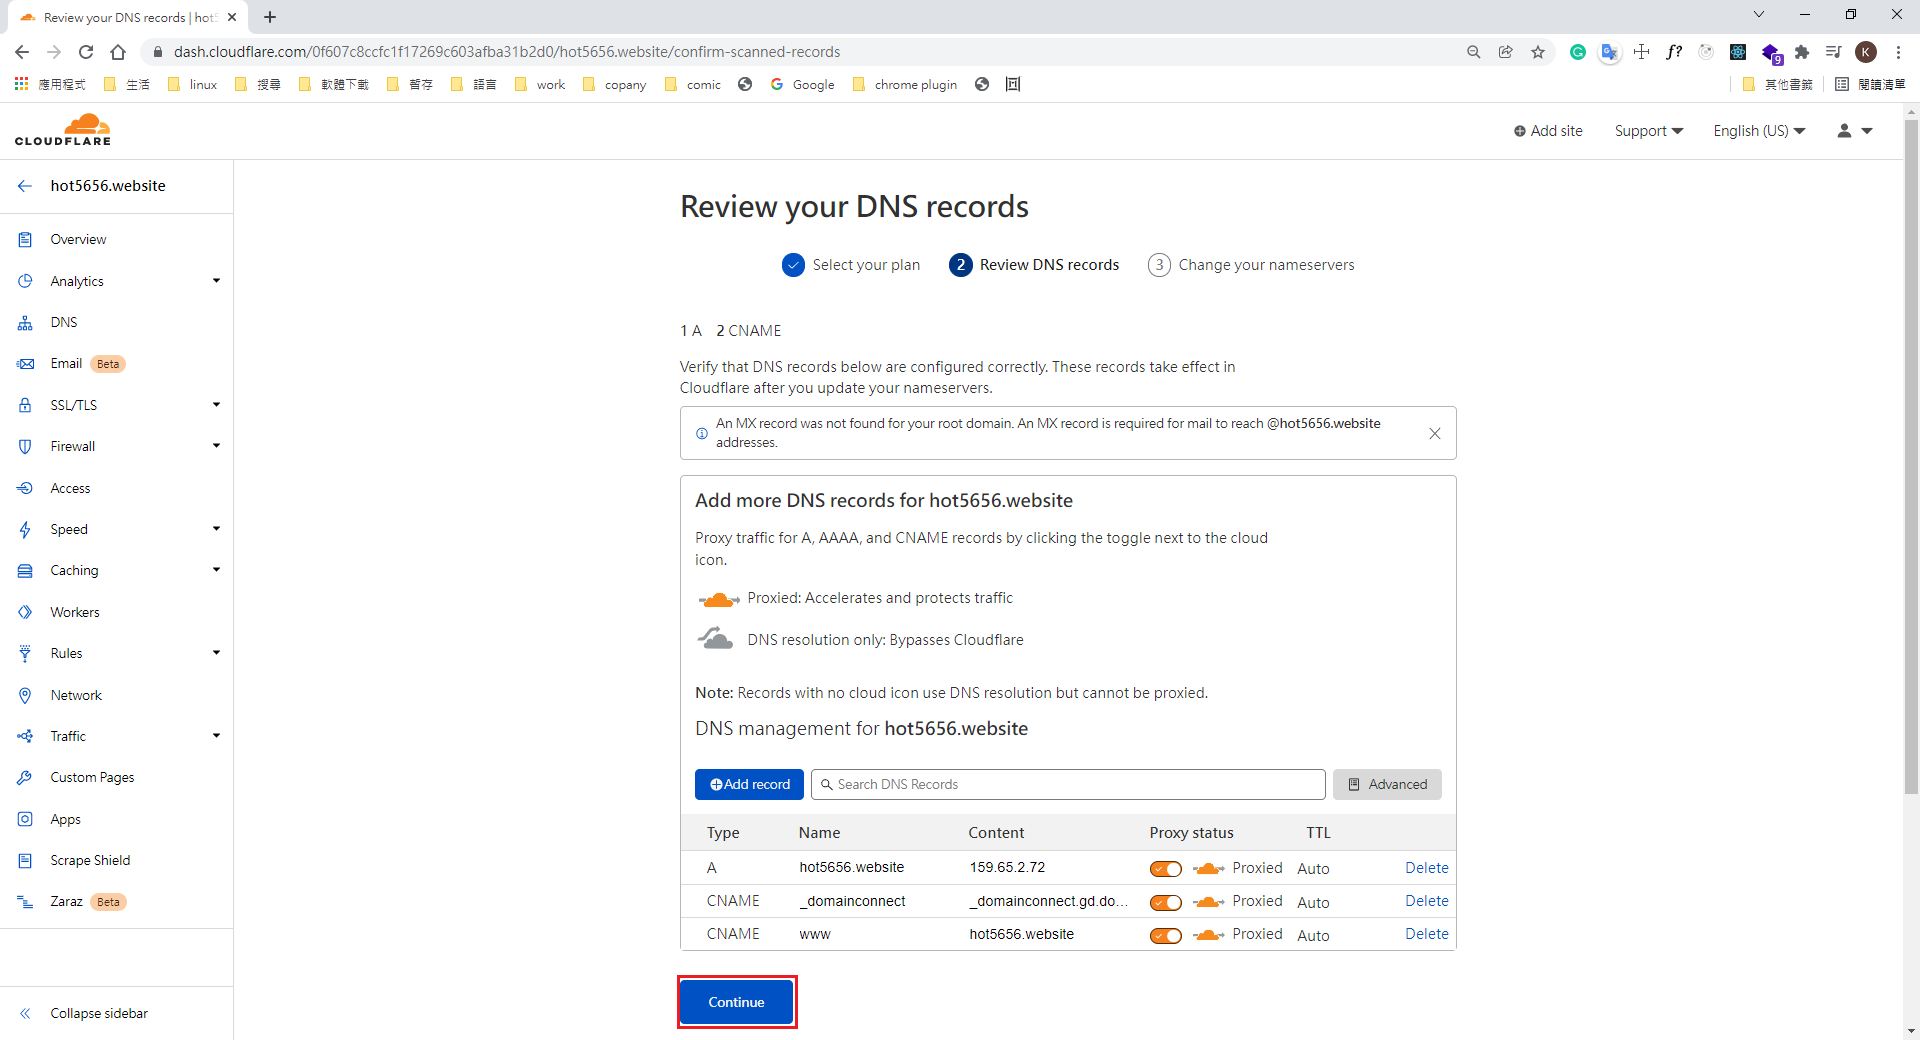 Review your DNS records | hot5
dash.cloudflare.com/0f607c8ccfc1f17269c603afba31b2d0/hot5656.website/confirm-scanned-records
f?
9
K
應用程式 生活 linux 搜尋 軟體下載 暫存 語言 work copany comic Google chrome plugin 其他書籤 閱讀清單
CLOUDFLARE
Add site Support English (US)
hot5656.website
Overview
Analytics
DNS
Email Beta
SSL/TLS
Firewall
Access
Speed
Caching
Workers
Rules
Network
Traffic
Custom Pages
Apps
Scrape Shield
Zaraz Beta
Collapse sidebar
Review your DNS records
Select your plan 2 Review DNS records 3 Change your nameservers
1 A 2 CNAME
Verify that DNS records below are configured correctly. These records take effect in
Cloudflare after you update your nameservers.
An MX record was not found for your root domain. An MX record is required for mail to reach @hot5656.website
addresses.
Add more DNS records for hot5656.website
Proxy traffic for A, AAAA, and CNAME records by clicking the toggle next to the cloud
icon.
Proxied: Accelerates and protects traffic
DNS resolution only: Bypasses Cloudflare
Note: Records with no cloud icon use DNS resolution but cannot be proxied.
DNS management for hot5656.website
Add record Search DNS Records Advanced
Type Name Content Proxy status TTL
A hot5656.website 159.65.2.72 Proxied Auto Delete
CNAME _domainconnect _domainconnect.gd.do... Proxied Auto Delete
CNAME www hot5656.website Proxied Auto Delete
Continue